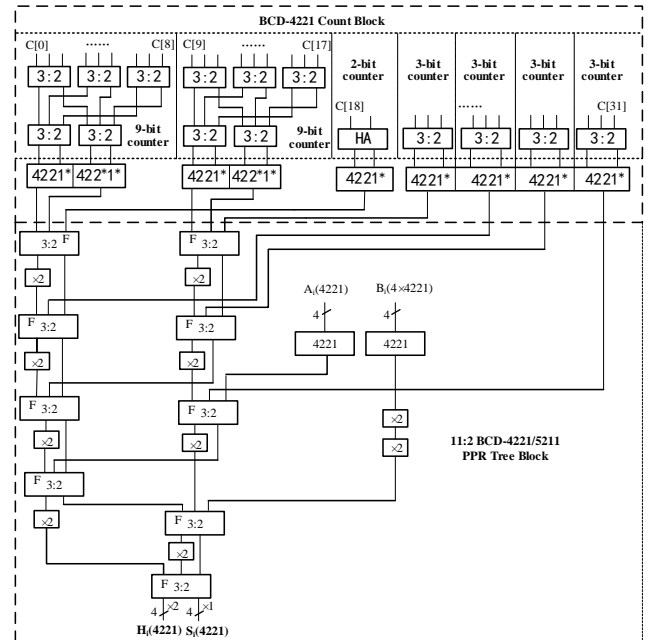 BCD-4221 Count Block
C[0] ...... C[8] C[9] ...... C[17] 2-bit counter 3-bit counter 3-bit counter 3-bit counter 3-bit counter
3:2 3:2 3:2 3:2 3:2 3:2 C[18] ...... C[31]
3:2 3:2 9-bit counter 3:2 3:2 9-bit counter HA 3:2 3:2 3:2 3:2
4221* 422*1* 4221* 422*1* 4221* 4221* 4221* 4221* 4221*
3:2 F F 3:2
×2 ×2
A_i(4221) B_i(4×4221)
F 3:2 F 3:2 4 4
4221 4221
×2 ×2
F 3:2 F 3:2
×2 ×2 ×2
×2
11:2 BCD-4221/5211
PPR Tree Block
F 3:2
×2 F 3:2
×2
F 3:2
4 ×2 4 ×1
H_i(4221) S_i(4221)